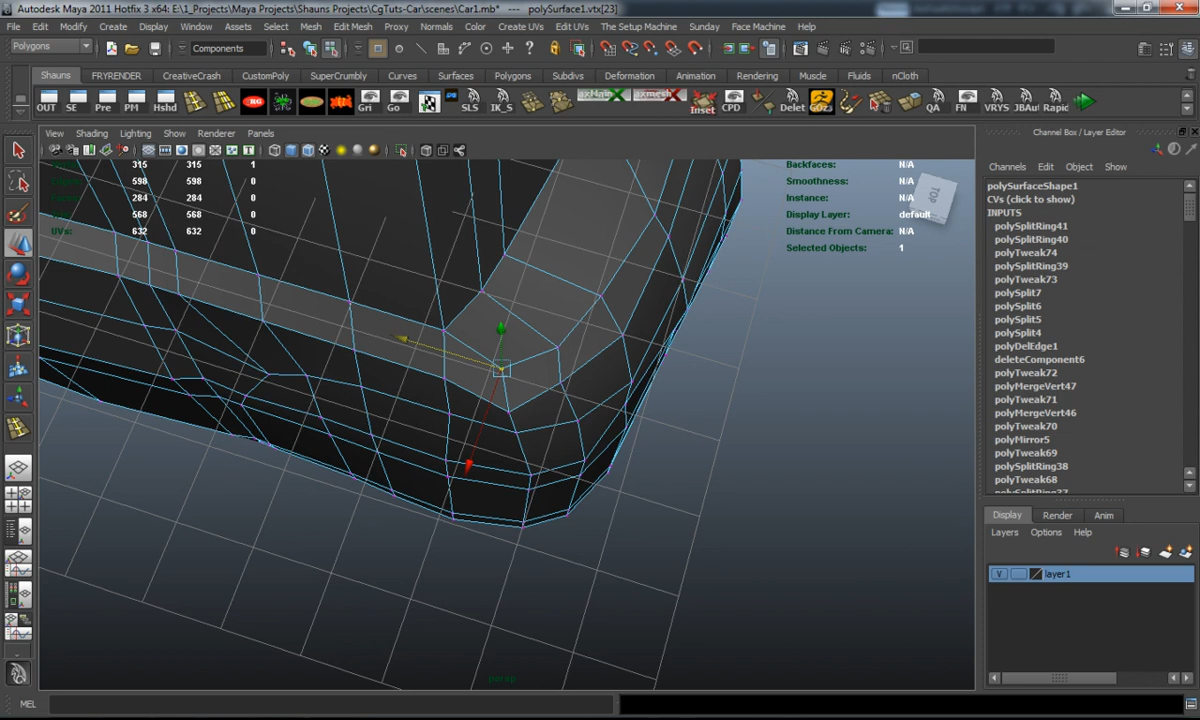 Autodesk Maya 2011 Hotfix 3 x64: E:\1_Projects\Maya Projects\Shauns Projects\CgTuts-Car\scenes\Car1.mb* --- polySurface1.vtx[23]
File Edit Modify Create Display Window Assets Select Mesh Edit Mesh Proxy Normals Color Create UVs Edit UVs The Setup Machine Sunday Face Machine Help
Polygons Components
Shauns FRYRENDER CreativeCrash CustomPoly SuperCrumbly Curves Surfaces Polygons Subdivs Deformation Animation Rendering Muscle Fluids nCloth
OUT SE Pre PM Hshd RG Gri Go SLS IK_S Inset CPD Delet GOz3 QA FN VRYS JBAu Rapic
View Shading Lighting Show Renderer Panels
Channel Box / Layer Editor
315 315 1
598 598 0
284 284 0
568 568 0
UVs: 632 632 0
Backfaces: N/A
Smoothness: N/A
Instance: N/A
Display Layer: default
Distance From Camera: N/A
Selected Objects: 1
TOP
persp
Channels Edit Object Show
polySurfaceShape1
CVs (click to show)
INPUTS
polySplitRing41
polySplitRing40
polyTweak74
polySplitRing39
polyTweak73
polySplit7
polySplit6
polySplit5
polySplit4
polyDelEdge1
deleteComponent6
polyTweak72
polyMergeVert47
polyTweak71
polyMergeVert46
polyTweak70
polyMirror5
polyTweak69
polySplitRing38
polyTweak68
Display Render Anim
Layers Options Help
V layer1
MEL